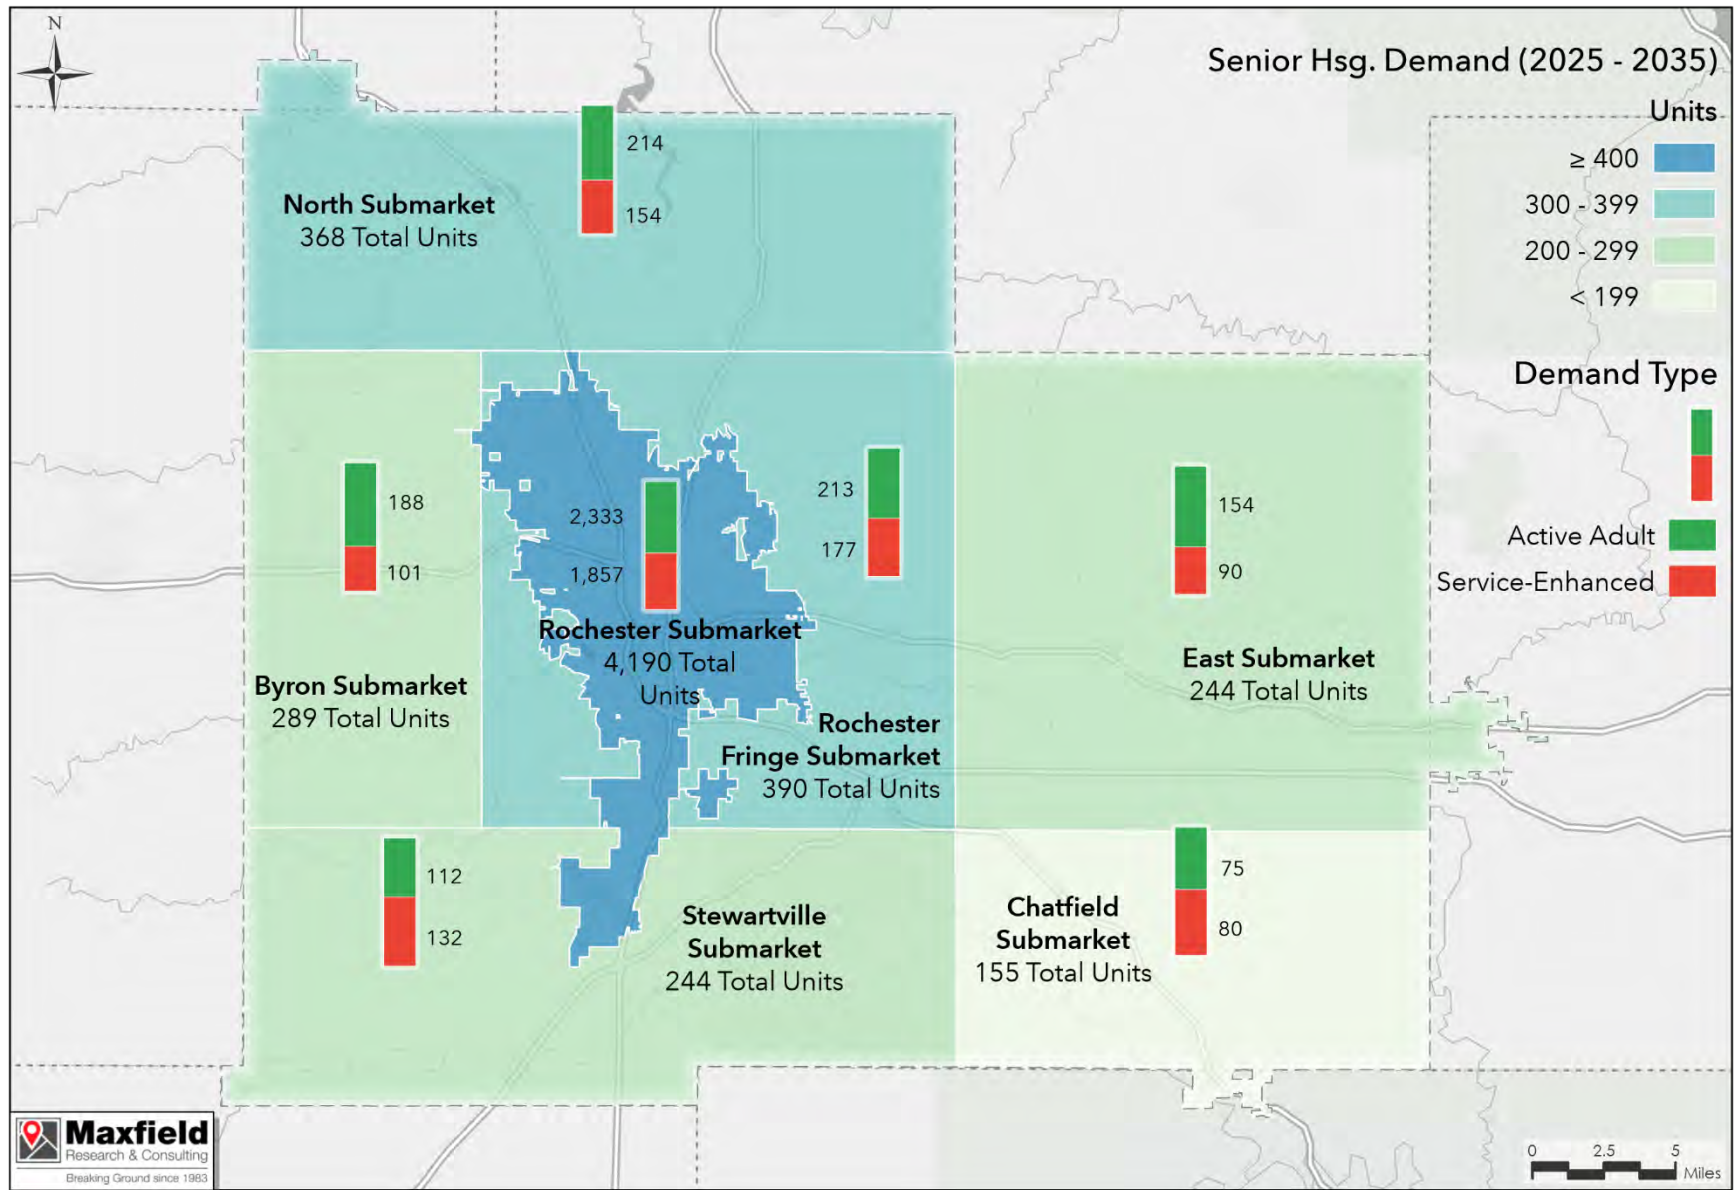 N
Senior Hsg. Demand (2025 - 2035)
Units
≥ 400
300 - 399
200 - 299
< 199
Demand Type
Active Adult
Service-Enhanced
214
154
North Submarket
368 Total Units
188
101
Byron Submarket
289 Total Units
2,333
1,857
Rochester Submarket
4,190 Total
Units
213
177
Rochester
Fringe Submarket
390 Total Units
154
90
East Submarket
244 Total Units
112
132
Stewartville
Submarket
244 Total Units
75
80
Chatfield
Submarket
155 Total Units
Maxfield
Research & Consulting
Breaking Ground since 1983
0 2.5 5
Miles